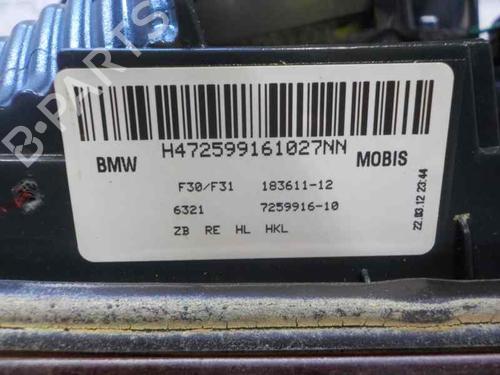 B-PARTS
H472599161027NN
BMW
MOBIS
F30/F31 183611-12
6321 7259916-10
ZB RE HL HKL
22.03.12 23:44